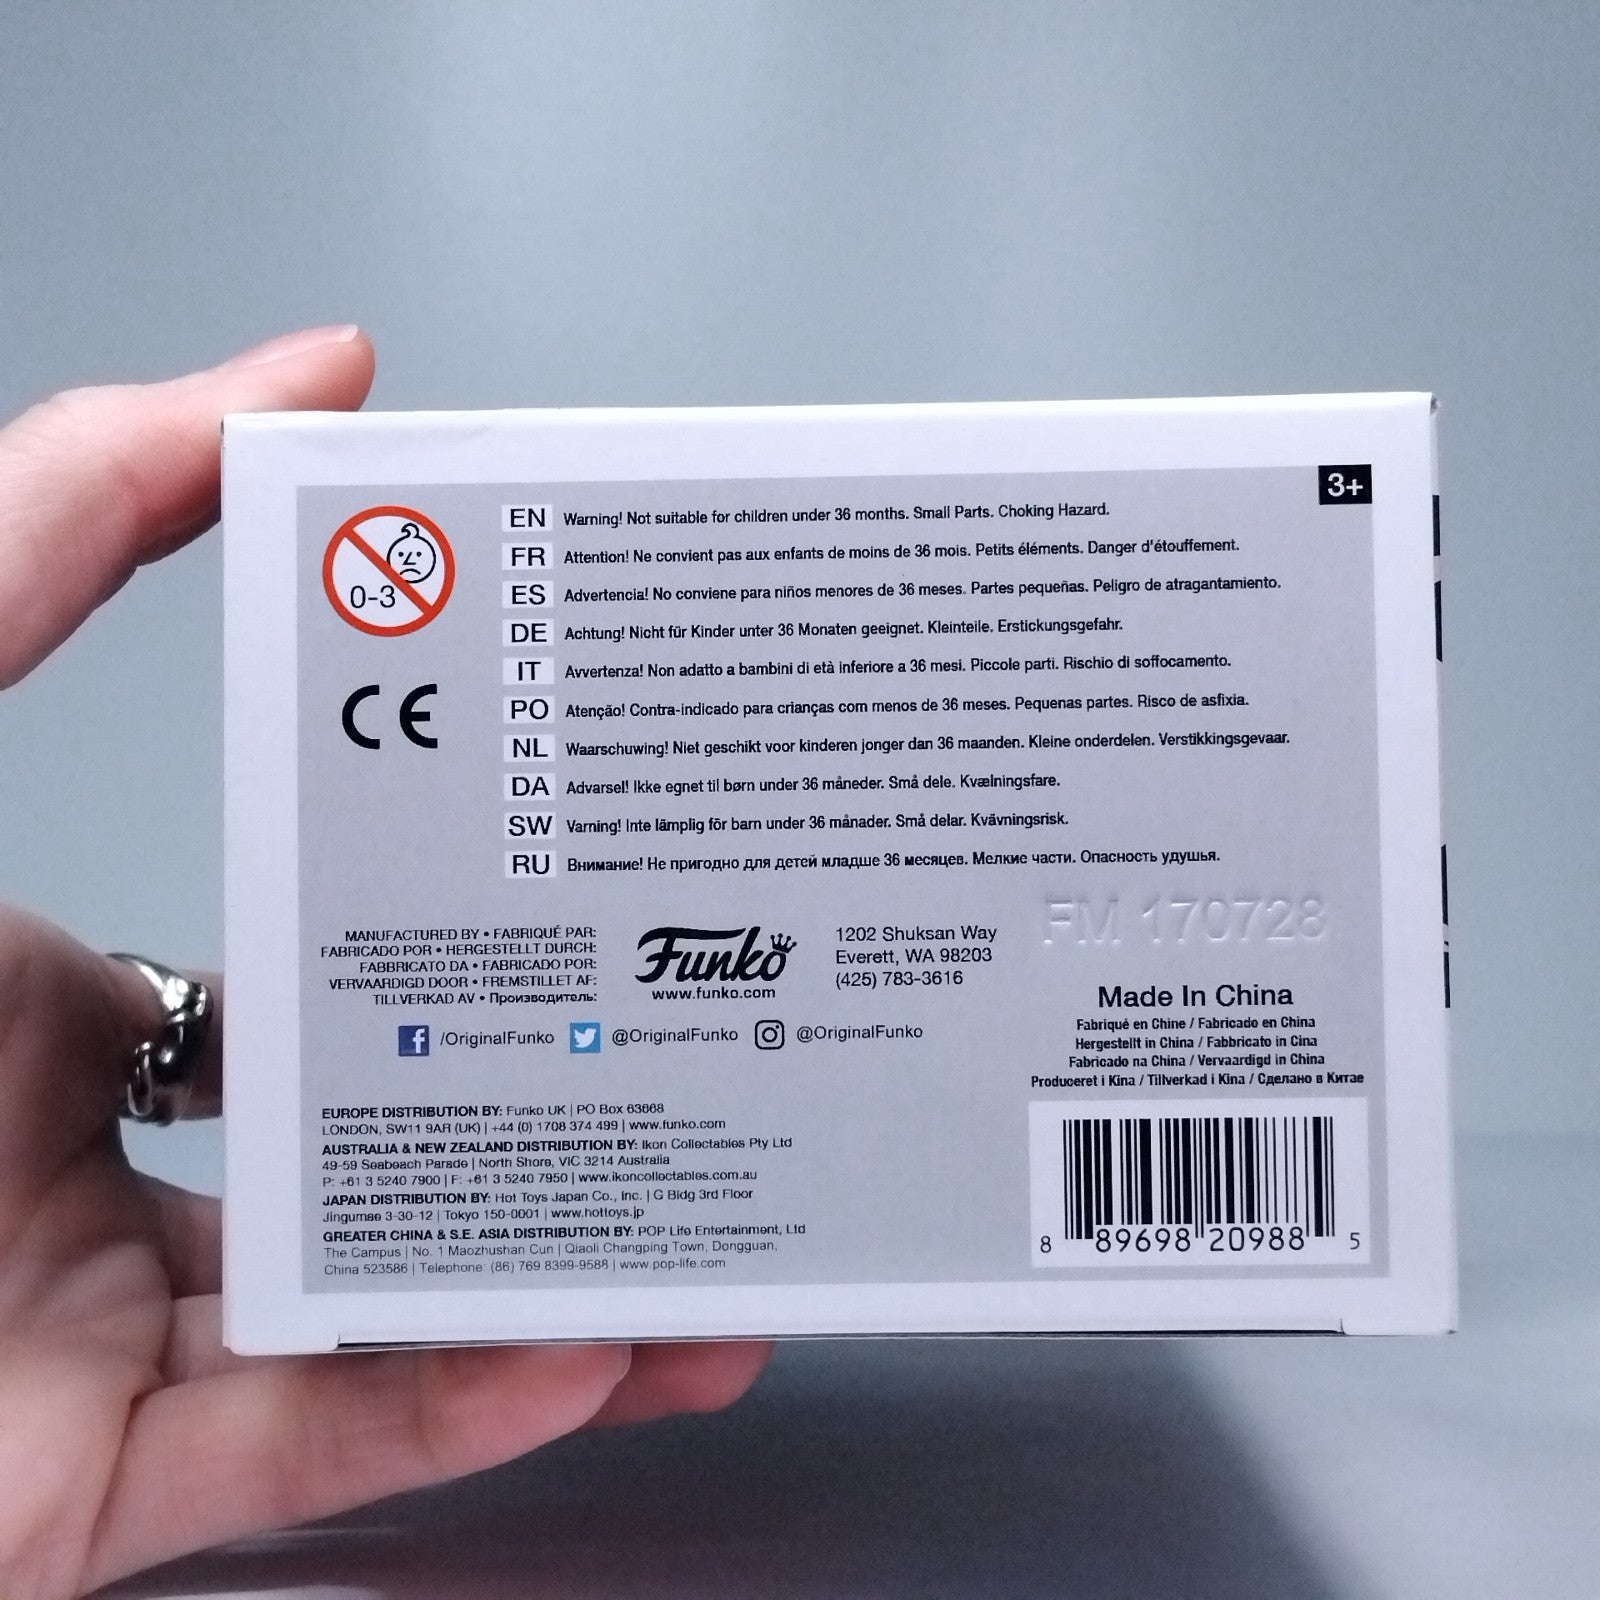 3+
0-3
CE
EN Warning! Not suitable for children under 36 months. Small Parts. Choking Hazard.
FR Attention! Ne convient pas aux enfants de moins de 36 mois. Petits éléments. Danger d'étouffement.
ES Advertencia! No conviene para niños menores de 36 meses. Partes pequeñas. Peligro de atragantamiento.
DE Achtung! Nicht für Kinder unter 36 Monaten geeignet. Kleinteile. Erstickungsgefahr.
IT Avvertenza! Non adatto a bambini di età inferiore a 36 mesi. Piccole parti. Rischio di soffocamento.
PO Atenção! Contra-indicado para crianças com menos de 36 meses. Pequenas partes. Risco de asfixia.
NL Waarschuwing! Niet geschikt voor kinderen jonger dan 36 maanden. Kleine onderdelen. Verstikkingsgevaar.
DA Advarsel! Ikke egnet til børn under 36 måneder. Små dele. Kvælningsfare.
SW Varning! Inte lämplig för barn under 36 månader. Små delar. Kvävningsrisk.
RU Внимание! Не пригодно для детей младше 36 месяцев. Мелкие части. Опасность удушья.
FM 170728
MANUFACTURED BY • FABRIQUÉ PAR:
FABRICADO POR • HERGESTELLT DURCH:
FABBRICATO DA • FABRICADO POR:
VERVAARDIGD DOOR • FREMSTILLET AF:
TILLVERKAD AV • Производитель:
Funko
www.funko.com
1202 Shuksan Way
Everett, WA 98203
(425) 783-3616
/OriginalFunko @OriginalFunko @OriginalFunko
Made In China
Fabriqué en Chine / Fabricado en China
Hergestellt in China / Fabbricato in Cina
Fabricado na China / Vervaardigd in China
Produceret i Kina / Tillverkad i Kina / Сделано в Китае
EUROPE DISTRIBUTION BY: Funko UK | PO Box 63668
LONDON, SW11 9AR (UK) | +44 (0) 1708 374 499 | www.funko.com
AUSTRALIA & NEW ZEALAND DISTRIBUTION BY: Ikon Collectables Pty Ltd
49-59 Seabeach Parade | North Shore, VIC 3214 Australia
P: +61 3 5240 7900 | F: +61 3 5240 7950 | www.ikoncollectables.com.au
JAPAN DISTRIBUTION BY: Hot Toys Japan Co., Inc. | G Bldg 3rd Floor
Jingumae 3-30-12 | Tokyo 150-0001 | www.hottoys.jp
GREATER CHINA & S.E. ASIA DISTRIBUTION BY: POP Life Entertainment, Ltd
The Campus | No. 1 Maozhushan Cun | Qiaoli Changping Town, Dongguan,
China 523586 | Telephone: (86) 769 8399-9588 | www.pop-life.com
8 89698 20988 5